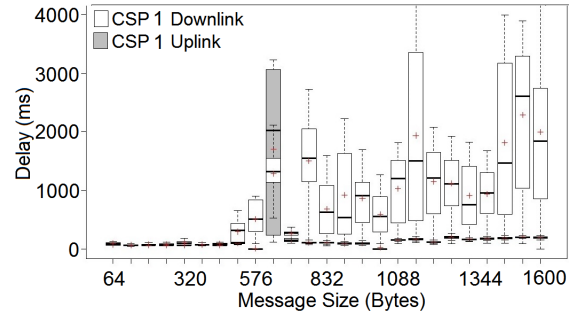 CSP 1 Downlink
CSP 1 Uplink
Delay (ms)
4000
3000
2000
1000
0
64 320 576 832 1088 1344 1600
Message Size (Bytes)